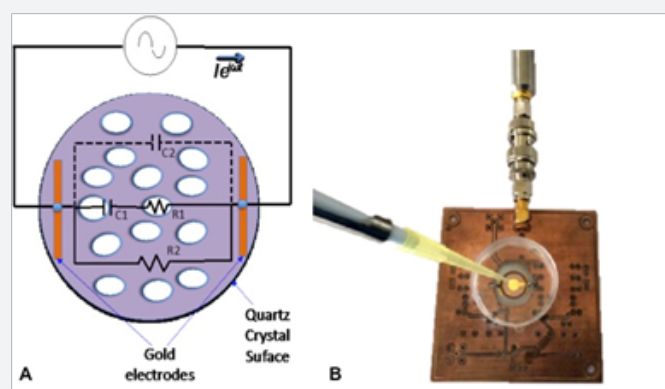 Ie^jωt
C2
C1
R1
R2
Quartz
Crystal
Suface
Gold
electrodes
A
B